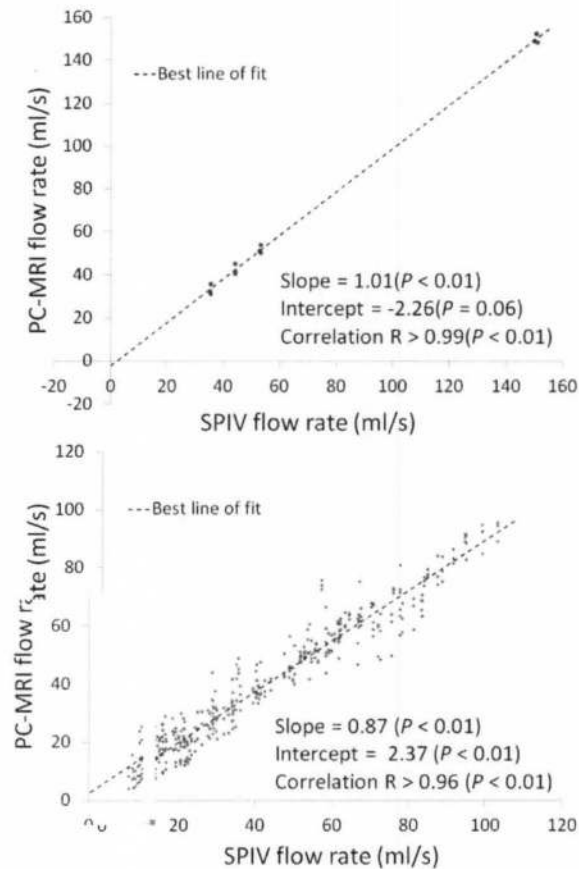 160
140
120
100
80
60
40
20
0
-20
PC-MRI flow rate (ml/s)
---Best line of fit
Slope = 1.01(P < 0.01)
Intercept = -2.26(P = 0.06)
Correlation R > 0.99(P < 0.01)
-20 0 20 40 60 80 100 120 140 160
SPIV flow rate (ml/s)
120
100
80
60
40
20
0
PC-MRI flow rate (ml/s)
---Best line of fit
Slope = 0.87 (P < 0.01)
Intercept = 2.37 (P < 0.01)
Correlation R > 0.96 (P < 0.01)
20 40 60 80 100 120
SPIV flow rate (ml/s)